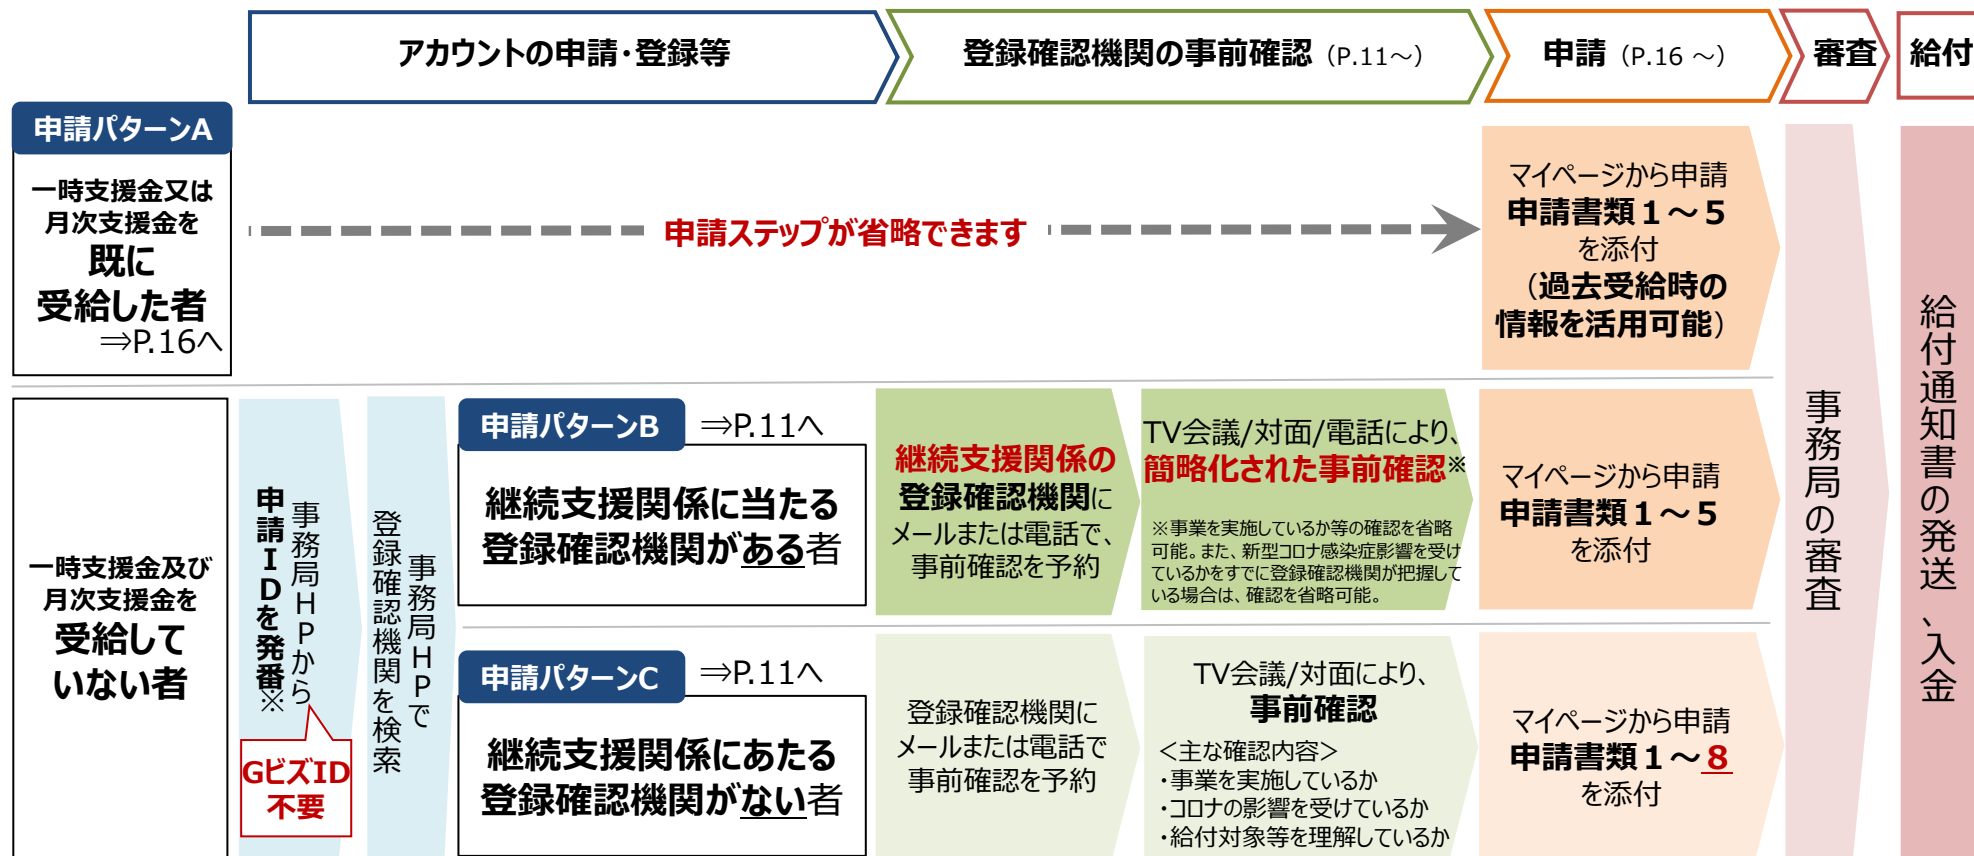 アカウントの申請・登録等
登録確認機関の事前確認（P.11～）
申請（P.16 ～）
審査
給付
申請パターンA
一時支援金又は
月次支援金を
既に
受給した者
⇒P.16へ
申請ステップが省略できます
マイページから申請
申請書類１～５
を添付
（過去受給時の
情報を活用可能）
一時支援金及び
月次支援金を
受給して
いない者
事務局HPから
申請IDを発番※
GビズID
不要
事務局HPで
登録確認機関を検索
申請パターンB
⇒P.11へ
継続支援関係に当たる
登録確認機関がある者
継続支援関係の
登録確認機関に
メールまたは電話で、
事前確認を予約
TV会議/対面/電話により、
簡略化された事前確認※
※事業を実施しているか等の確認を省略
可能。また、新型コロナ感染症影響を受け
ているかをすでに登録確認機関が把握して
いる場合は、確認を省略可能。
マイページから申請
申請書類１～５
を添付
申請パターンC
⇒P.11へ
継続支援関係にあたる
登録確認機関がない者
登録確認機関に
メールまたは電話で
事前確認を予約
TV会議/対面により、
事前確認
＜主な確認内容＞
・事業を実施しているか
・コロナの影響を受けているか
・給付対象等を理解しているか
マイページから申請
申請書類１～８
を添付
事務局の審査
給付通知書の発送、入金